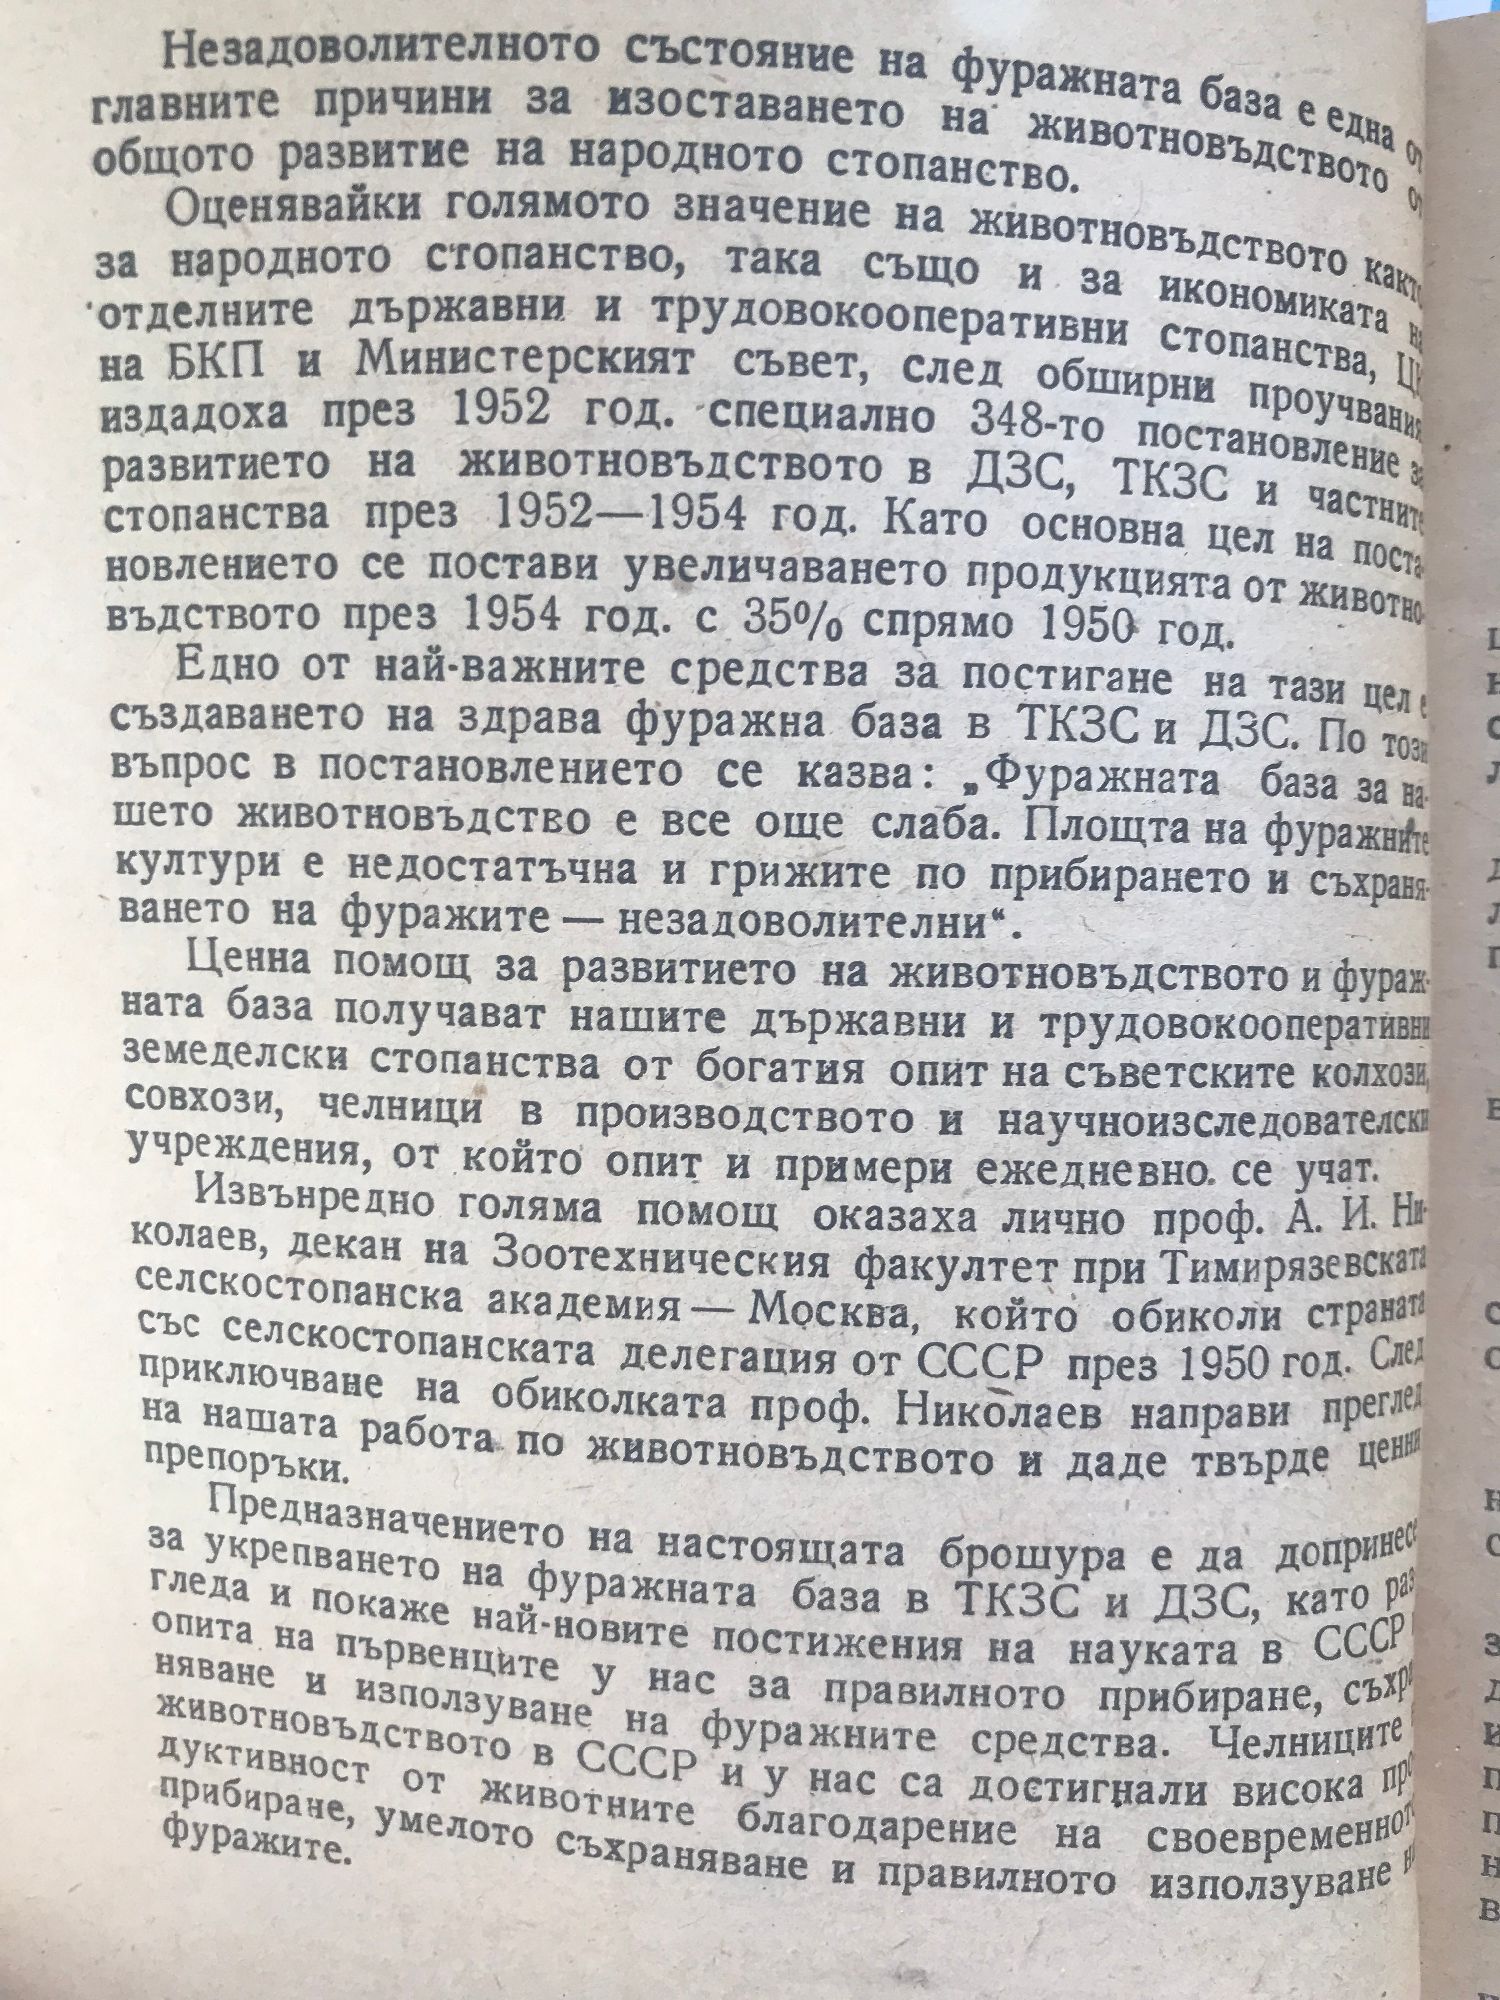 Незадоволителното състояние на фуражната база е една от
главните причини за изоставането на животновъдството от
общото развитие на народното стопанство.
Оценявайки голямото значение на животновъдството както
за народното стопанство, така също и за икономиката на
отделните държавни и трудовокооперативни стопанства, ЦК
на БКП и Министерският съвет, след обширни проучвания
издадоха през 1952 год. специално 348-то постановление за
развитието на животновъдството в ДЗС, ТКЗС и частните
стопанства през 1952—1954 год. Като основна цел на поста-
новлението се постави увеличаването продукцията от животно-
въдството през 1954 год. с 35% спрямо 1950 год.
Едно от най-важните средства за постигане на тази цел е
създаването на здрава фуражна база в ТКЗС и ДЗС. По този
въпрос в постановлението се казва: „Фуражната база за на-
шето животновъдство е все още слаба. Площта на фуражните
култури е недостатъчна и грижите по прибирането и съхраня-
ването на фуражите — незадоволителни“.
Ценна помощ за развитието на животновъдството и фураж-
ната база получават нашите държавни и трудовокооперативни
земеделски стопанства от богатия опит на съветските колхози,
совхози, челници в производството и научноизследователски
учреждения, от който опит и примери ежедневно се учат.
Извънредно голяма помощ оказаха лично проф. А. И. Ни-
колаев, декан на Зоотехническия факултет при Тимирязевската
селскостопанска академия — Москва, който обиколи страната
със селскостопанската делегация от СССР през 1950 год. След
приключване на обиколката проф. Николаев направи преглед
на нашата работа по животновъдството и даде твърде ценни
препоръки.
Предназначението на настоящата брошура е да допринесе
за укрепването на фуражната база в ТКЗС и ДЗС, като раз-
гледа и покаже най-новите постижения на науката в СССР
опита на първенците у нас за правилното прибиране, съхра-
няване и използуване на фуражните средства. Челниците
животновъдството в СССР и у нас са достигнали висока про-
дуктивност от животните благодарение на своевременното
прибиране, умелото съхраняване и правилното използуване на
фуражите.